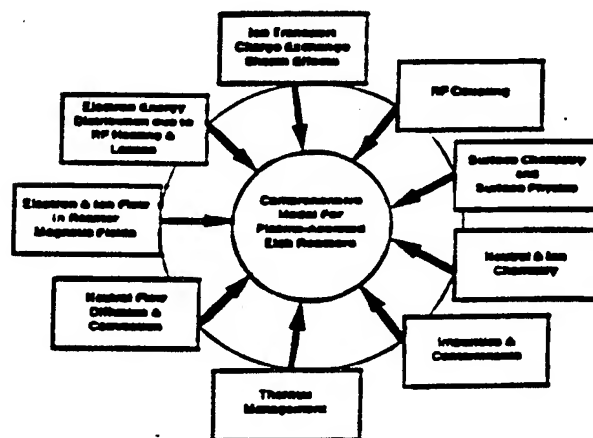 Ion Transport
Charge Exchange
Sheath Effects
RF Coupling
Surface Chemistry
and
Surface Physics
Neutral & Ion
Chemistry
Impurities &
Contaminants
Thermal
Management
Neutral Flow
Diffusion &
Convection
Electron & Ion Flow
in Reactor
Magnetic Fields
Electron Energy
Distribution due to
RF Heating &
Losses
Comprehensive
Model For
Plasma-Assisted
Etch Reactors